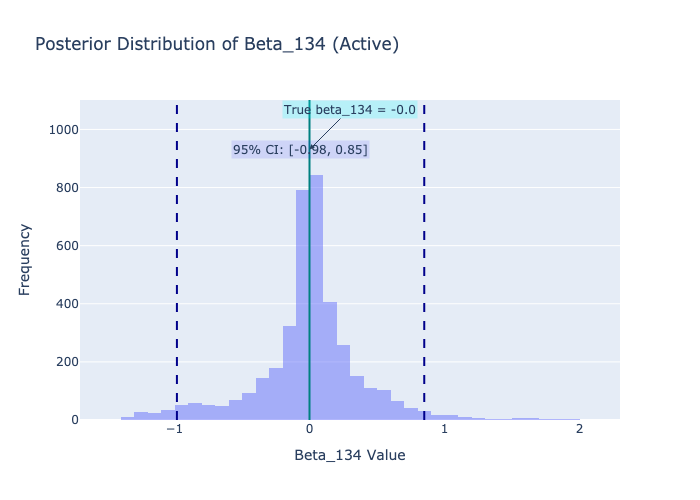 Posterior Distribution of Beta_134 (Active)
True beta_134 = -0.0
95% CI: [-0.98, 0.85]
1000
800
600
400
200
0
Frequency
−1
0
1
2
Beta_134 Value